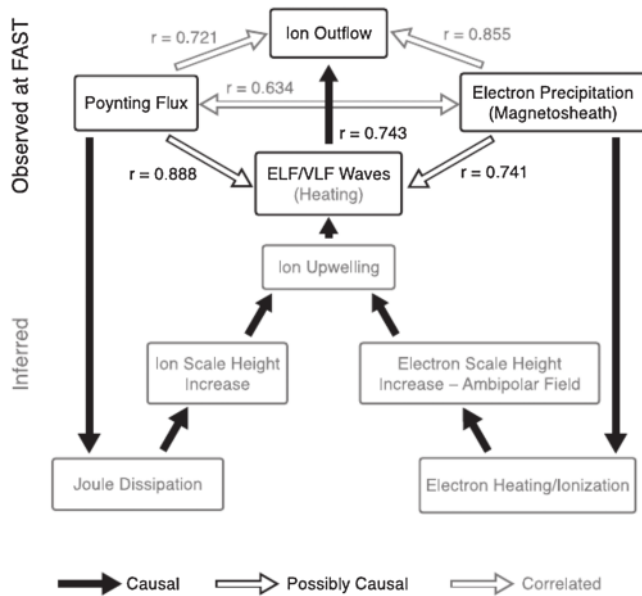 Observed at FAST
r = 0.721
Ion Outflow
r = 0.855
Poynting Flux
r = 0.634
Electron Precipitation
(Magnetosheath)
r = 0.743
r = 0.888
ELF/VLF Waves
(Heating)
r = 0.741
Inferred
Ion Upwelling
Ion Scale Height
Increase
Electron Scale Height
Increase – Ambipolar Field
Joule Dissipation
Electron Heating/Ionization
Causal
Possibly Causal
Correlated